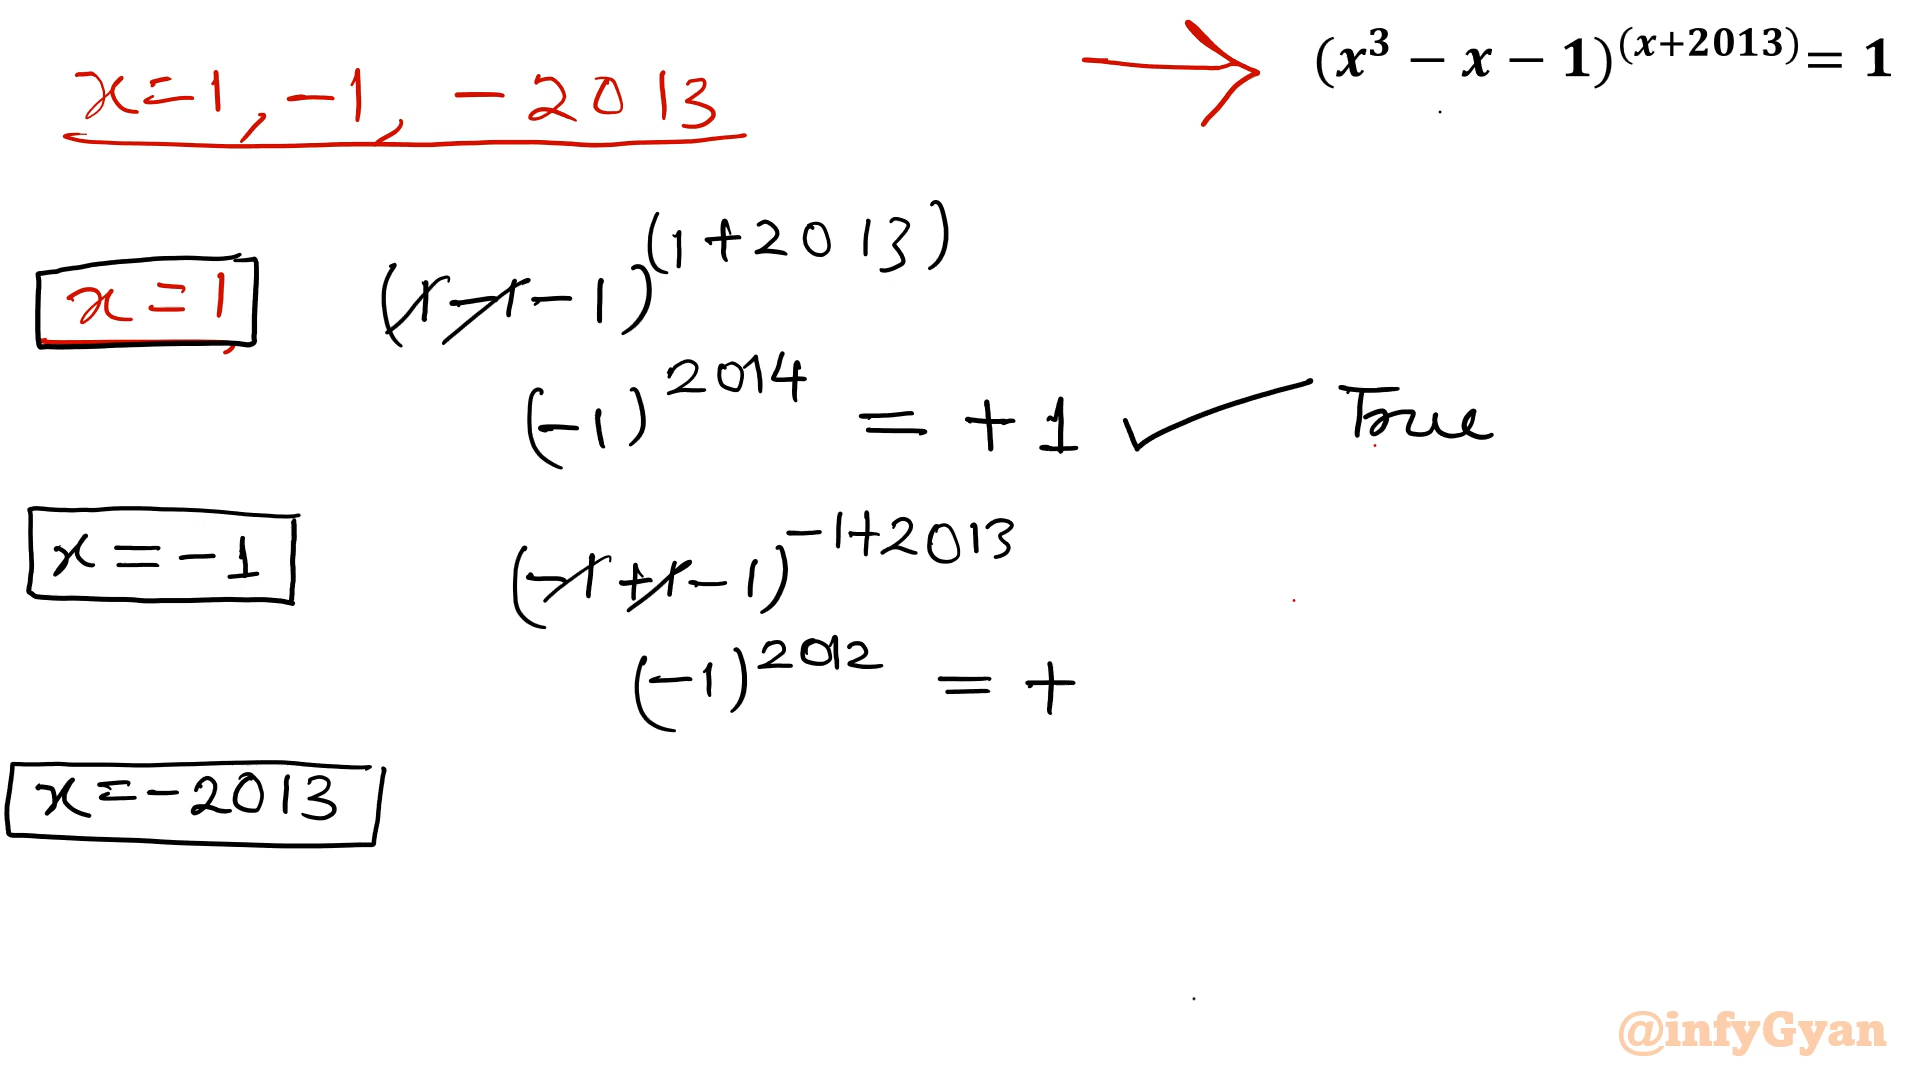 x=1, -1, -2013
(x³ − x − 1)⁽ˣ⁺²⁰¹³⁾= 1
x=1, (1-1-1)^(1+2013)
(-1)^2014 = +1 ✓ True
x=-1 (-1+1-1)^-1+2013
(-1)^2012 = +
x=-2013
@infyGyan